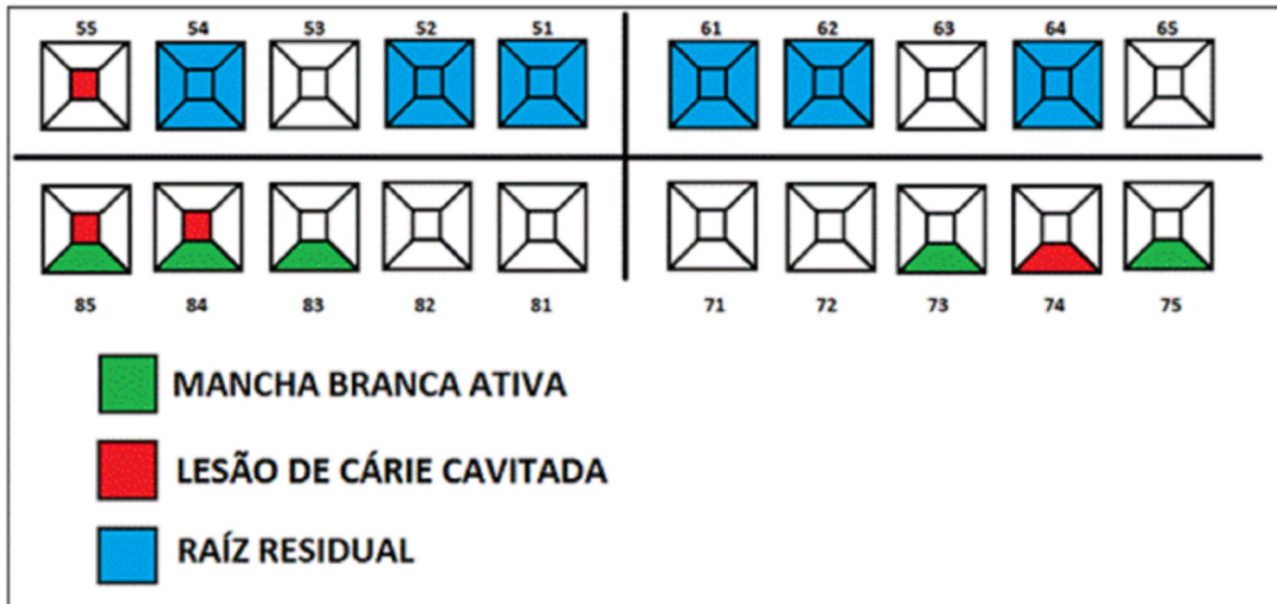 55 54 53 52 51 61 62 63 64 65
85 84 83 82 81 71 72 73 74 75
MANCHA BRANCA ATIVA
LESÃO DE CÁRIE CAVITADA
RAÍZ RESIDUAL